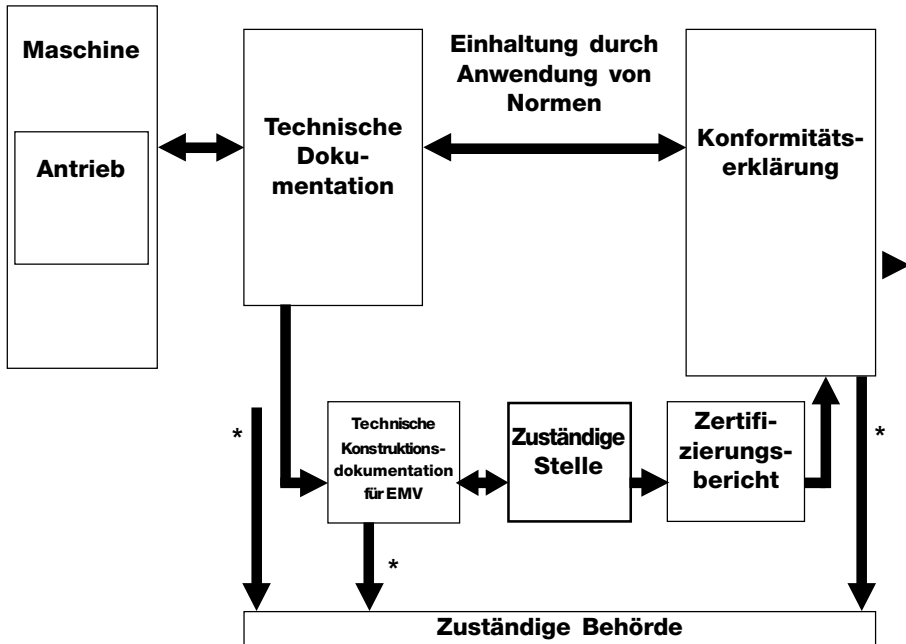 Maschine
Antrieb
Technische
Doku-
mentation
Einhaltung durch
Anwendung von
Normen
Konformitäts-
erklärung
*
Technische
Konstruktions-
dokumentation
für EMV
Zuständige
Stelle
Zertifi-
zierungs-
bericht
*
*
Zuständige Behörde